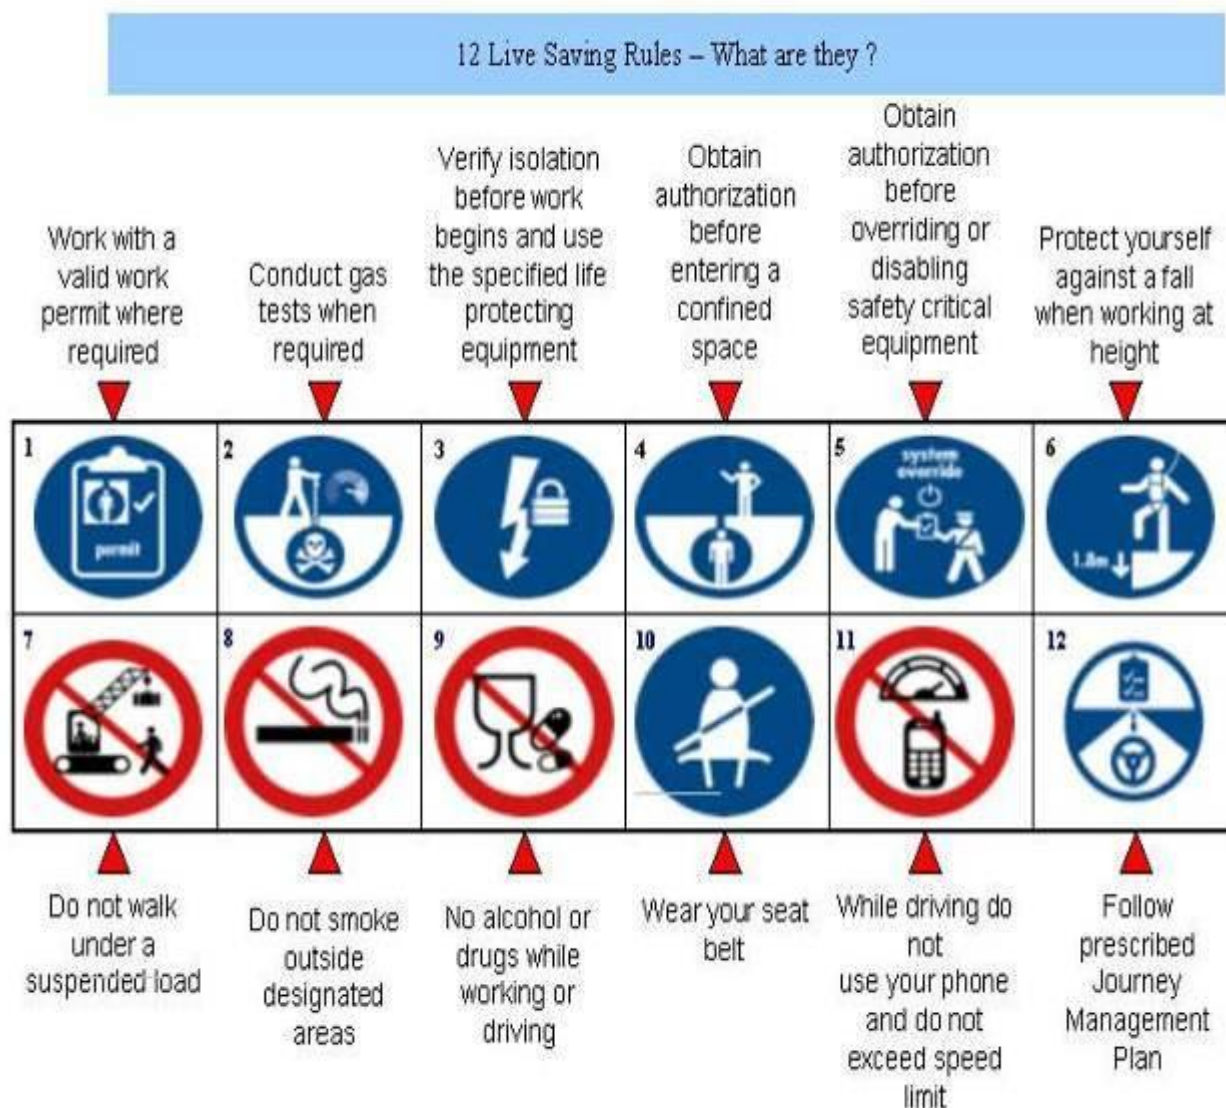 12 Live Saving Rules – What are they ?
Work with a
valid work
permit where
required
Conduct gas
tests when
required
Verify isolation
before work
begins and use
the specified life
protecting
equipment
Obtain
authorization
before
entering a
confined
space
Obtain
authorization
before
overriding or
disabling
safety critical
equipment
Protect yourself
against a fall
when working at
height
1
permit
2
3
4
5
system
override
6
1.8m
7
8
9
10
11
12
Do not walk
under a
suspended load
Do not smoke
outside
designated
areas
No alcohol or
drugs while
working or
driving
Wear your seat
belt
While driving do
not
use your phone
and do not
exceed speed
limit
Follow
prescribed
Journey
Management
Plan